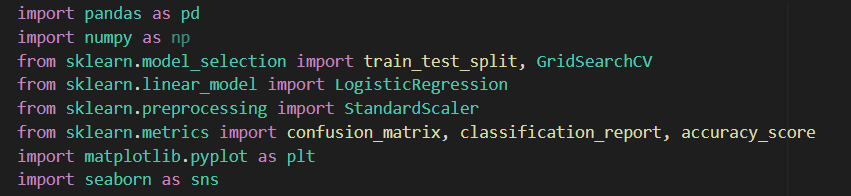 import pandas as pd
import numpy as np
from sklearn.model_selection import train_test_split, GridSearchCV
from sklearn.linear_model import LogisticRegression
from sklearn.preprocessing import StandardScaler
from sklearn.metrics import confusion_matrix, classification_report, accuracy_score
import matplotlib.pyplot as plt
import seaborn as sns